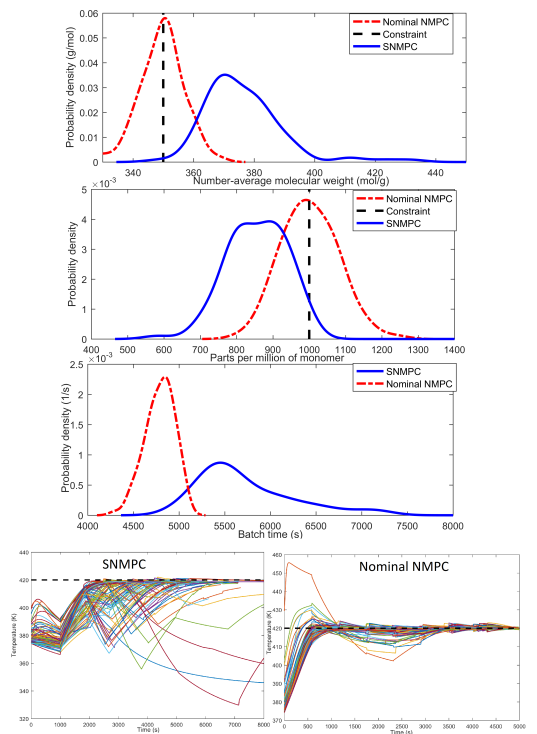 0.06
0.05
0.04
0.03
0.02
0.01
0
Probability density (g/mol)
Nominal NMPC
Constraint
SNMPC
340 360 380 400 420 440
Number-average molecular weight (mol/g)
×10⁻³
5
4
3
2
1
0
Probability density
Nominal NMPC
Constraint
SNMPC
400 500 600 700 800 900 1000 1100 1200 1300 1400
Parts per million of monomer
×10⁻³
2.5
2
1.5
1
0.5
0
Probability density (1/s)
SNMPC
Nominal NMPC
4000 4500 5000 5500 6000 6500 7000 7500 8000
Batch time (s)
SNMPC
440
420
400
380
360
340
320
Temperature [K]
0 1000 2000 3000 4000 5000 6000 7000 8000
Time (s)
Nominal NMPC
460
450
440
430
420
410
400
390
380
370
Temperature [K]
0 500 1000 1500 2000 2500 3000 3500 4000 4500 5000
Time (s)